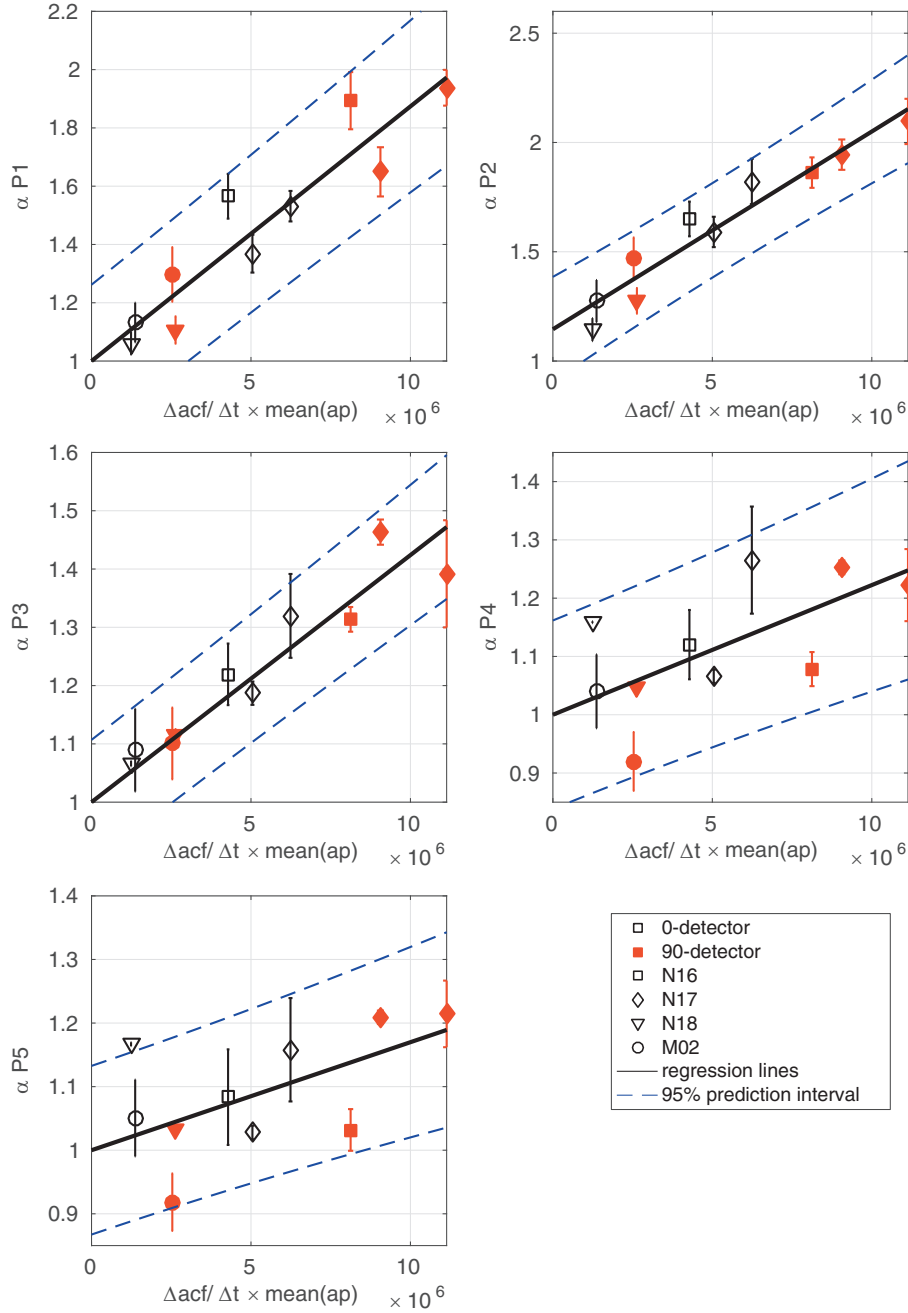 2.2
2
1.8
1.6
1.4
1.2
1
α P1
0 5 10
Δacf/ Δt × mean(ap)
× 10 6
2.5
2
1.5
1
α P2
0 5 10
Δacf/ Δt × mean(ap)
× 10 6
1.6
1.5
1.4
1.3
1.2
1.1
1
α P3
0 5 10
Δacf/ Δt × mean(ap)
× 10 6
1.4
1.3
1.2
1.1
1
0.9
α P4
0 5 10
Δacf/ Δt × mean(ap)
× 10 6
1.4
1.3
1.2
1.1
1
0.9
α P5
0 5 10
Δacf/ Δt × mean(ap)
× 10 6
0-detector
90-detector
N16
N17
N18
M02
regression lines
95% prediction interval